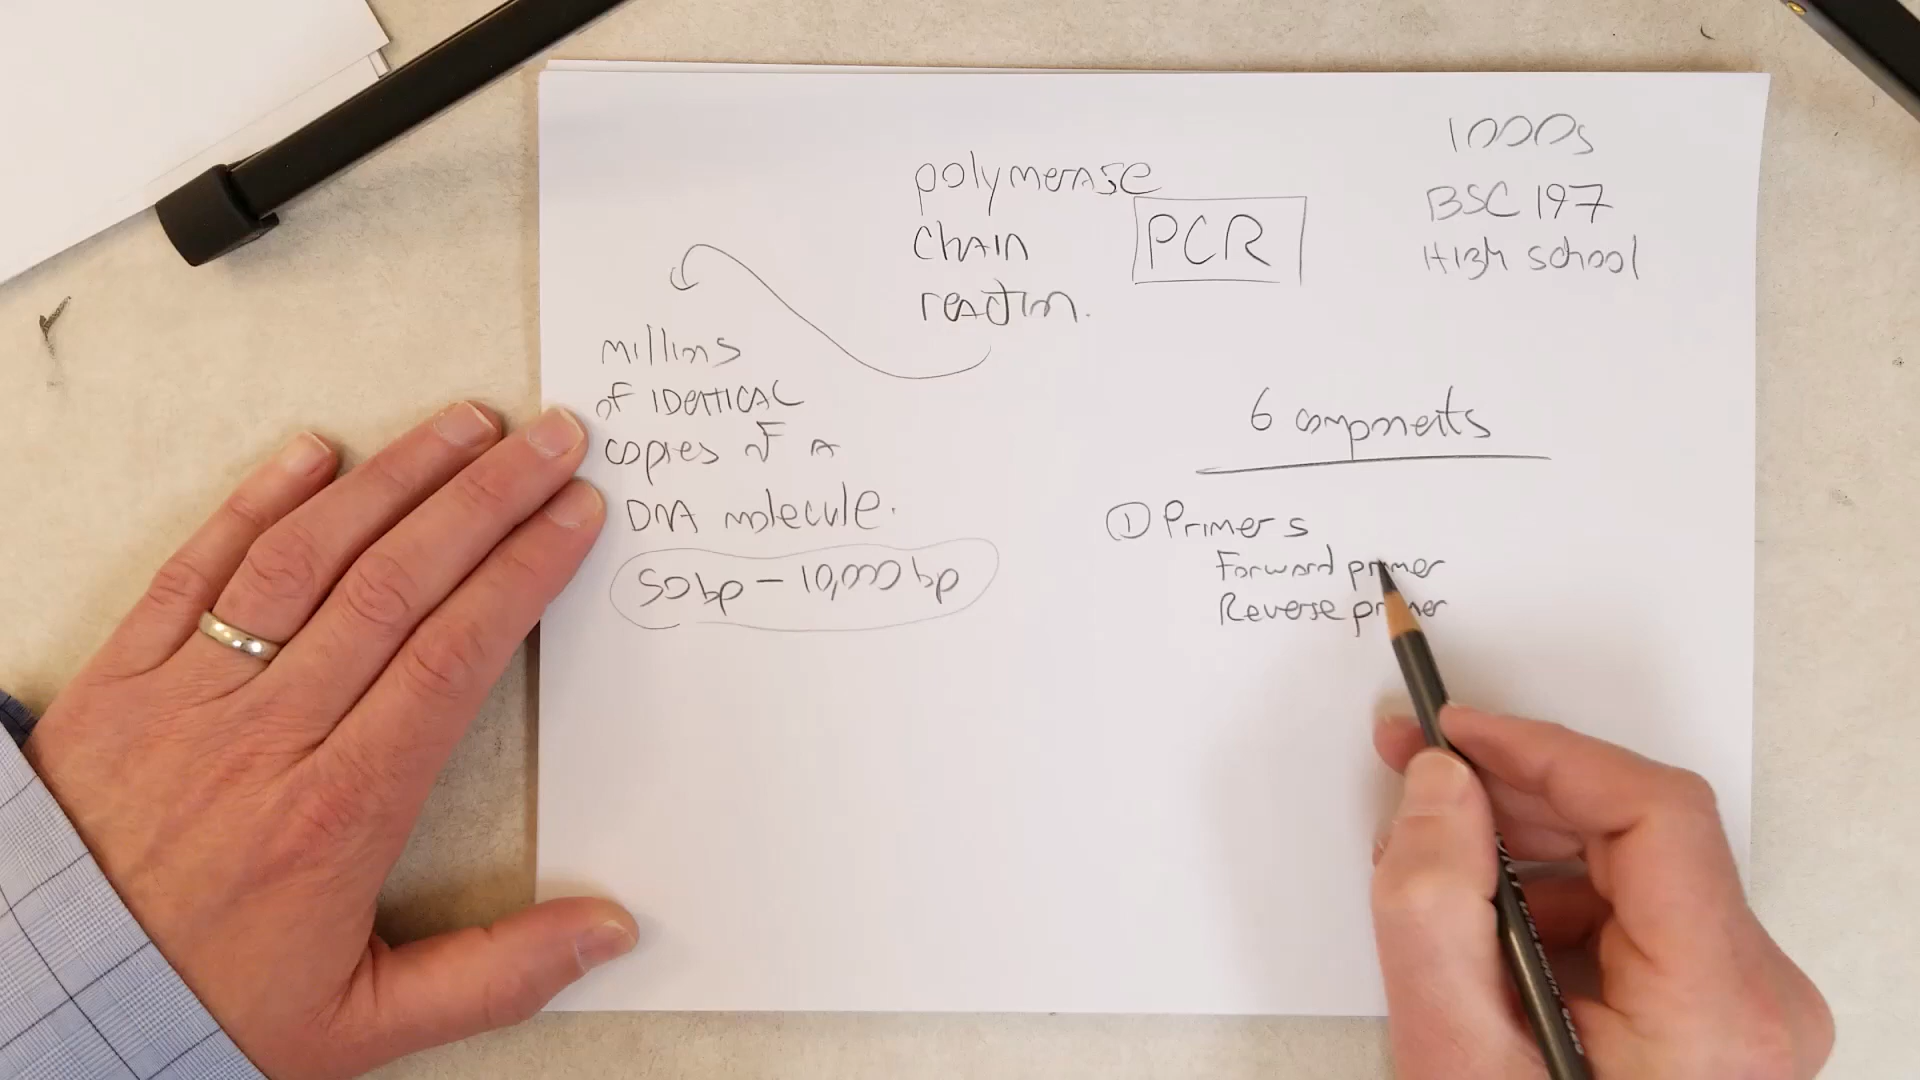 polymerase
chain
reaction.
PCR
1000s
BSC 197
High school
millions
of IDENTICAL
copies of A
DNA molecule.
50bp - 10,000 bp
6 components
① Primers
Forward primer
Reverse primer